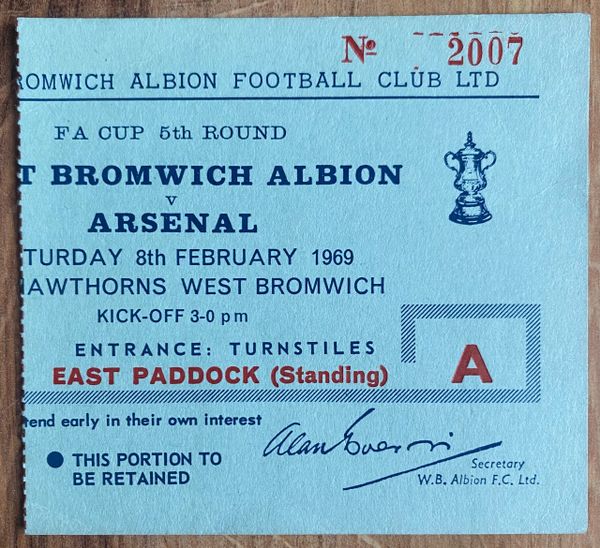 No 2007
ROMWICH ALBION FOOTBALL CLUB LTD
FA CUP 5th ROUND
T BROMWICH ALBION
v
ARSENAL
TURDAY 8th FEBRUARY 1969
HAWTHORNS WEST BROMWICH
KICK-OFF 3-0 pm
ENTRANCE: TURNSTILES
EAST PADDOCK (Standing)
A
tend early in their own interest
● THIS PORTION TO
BE RETAINED
Alan Everiss
Secretary
W.B. Albion F.C. Ltd.